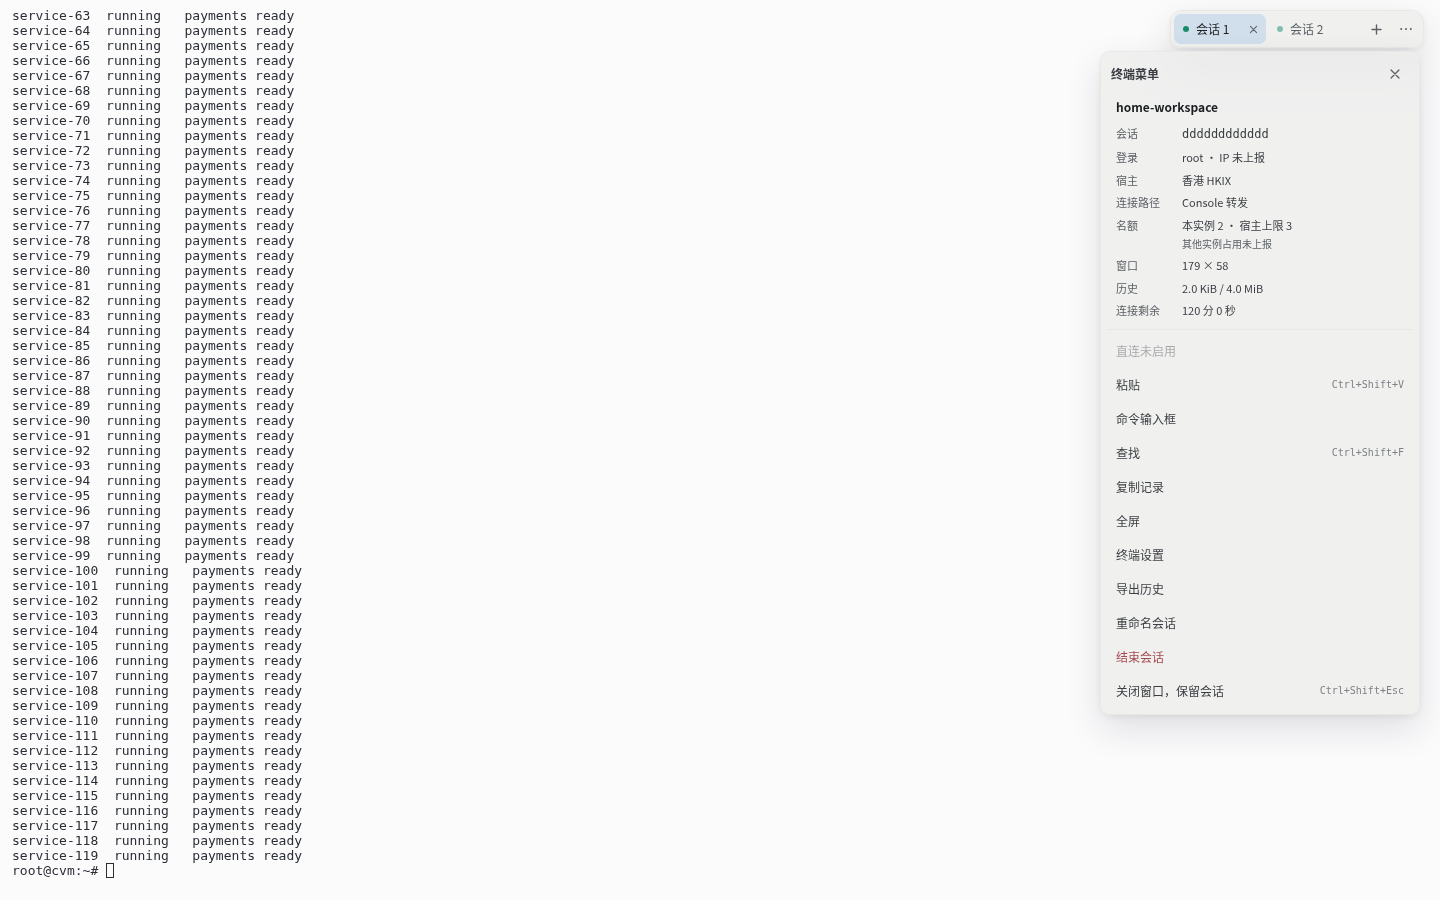 service-63  running   payments ready
service-64  running   payments ready
service-65  running   payments ready
service-66  running   payments ready
service-67  running   payments ready
service-68  running   payments ready
service-69  running   payments ready
service-70  running   payments ready
service-71  running   payments ready
service-72  running   payments ready
service-73  running   payments ready
service-74  running   payments ready
service-75  running   payments ready
service-76  running   payments ready
service-77  running   payments ready
service-78  running   payments ready
service-79  running   payments ready
service-80  running   payments ready
service-81  running   payments ready
service-82  running   payments ready
service-83  running   payments ready
service-84  running   payments ready
service-85  running   payments ready
service-86  running   payments ready
service-87  running   payments ready
service-88  running   payments ready
service-89  running   payments ready
service-90  running   payments ready
service-91  running   payments ready
service-92  running   payments ready
service-93  running   payments ready
service-94  running   payments ready
service-95  running   payments ready
service-96  running   payments ready
service-97  running   payments ready
service-98  running   payments ready
service-99  running   payments ready
service-100  running   payments ready
service-101  running   payments ready
service-102  running   payments ready
service-103  running   payments ready
service-104  running   payments ready
service-105  running   payments ready
service-106  running   payments ready
service-107  running   payments ready
service-108  running   payments ready
service-109  running   payments ready
service-110  running   payments ready
service-111  running   payments ready
service-112  running   payments ready
service-113  running   payments ready
service-114  running   payments ready
service-115  running   payments ready
service-116  running   payments ready
service-117  running   payments ready
service-118  running   payments ready
service-119  running   payments ready
root@cvm:~#
会话 1 会话 2
终端菜单
home-workspace
会话 dddddddddddd
登录 root · IP 未上报
宿主 香港 HKIX
连接路径 Console 转发
名额 本实例 2 · 宿主上限 3
其他实例占用未上报
窗口 179 × 58
历史 2.0 KiB / 4.0 MiB
连接剩余 120 分 0 秒
直连未启用
粘贴 Ctrl+Shift+V
命令输入框
查找 Ctrl+Shift+F
复制记录
全屏
终端设置
导出历史
重命名会话
结束会话
关闭窗口，保留会话 Ctrl+Shift+Esc